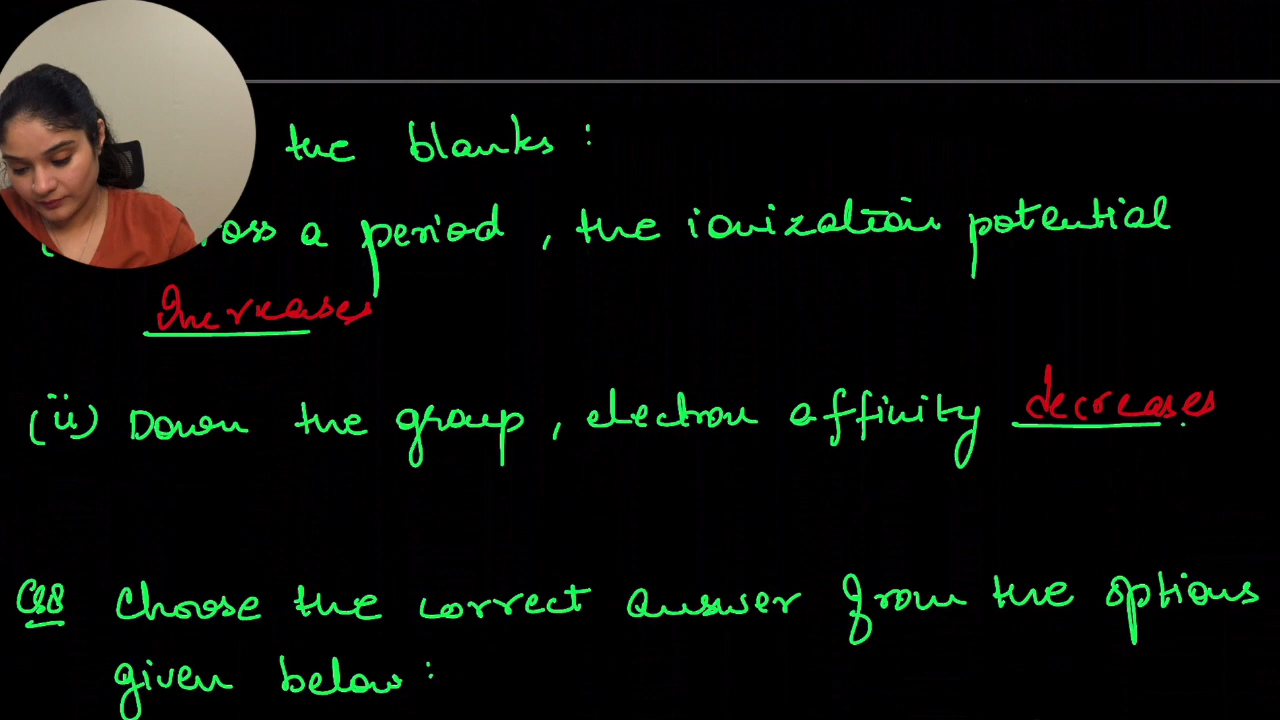 the blanks :
ross a period , the ionization potential
Increases
(ii) Down the group , electron affinity decreases .
Q8 Choose the correct answer from the options
given below :